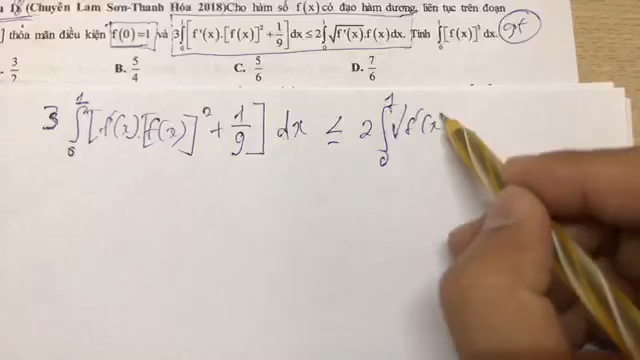 (Chuyên Lam Sơn-Thanh Hóa 2018)Cho hàm số f(x) có đạo hàm dương, liên tục trên đoạn
] thỏa mãn điều kiện f(0)=1 và 3∫₀¹[f'(x).[f(x)]²+1/9]dx≤2∫₀¹√f'(x).f(x)dx. Tính ∫₀¹[f(x)]³dx.
3/2 B. 5/4 C. 5/6 D. 7/6
3∫₀¹[f'(x).[f(x)]²+1/9]dx ≤ 2∫₀¹√f'(x